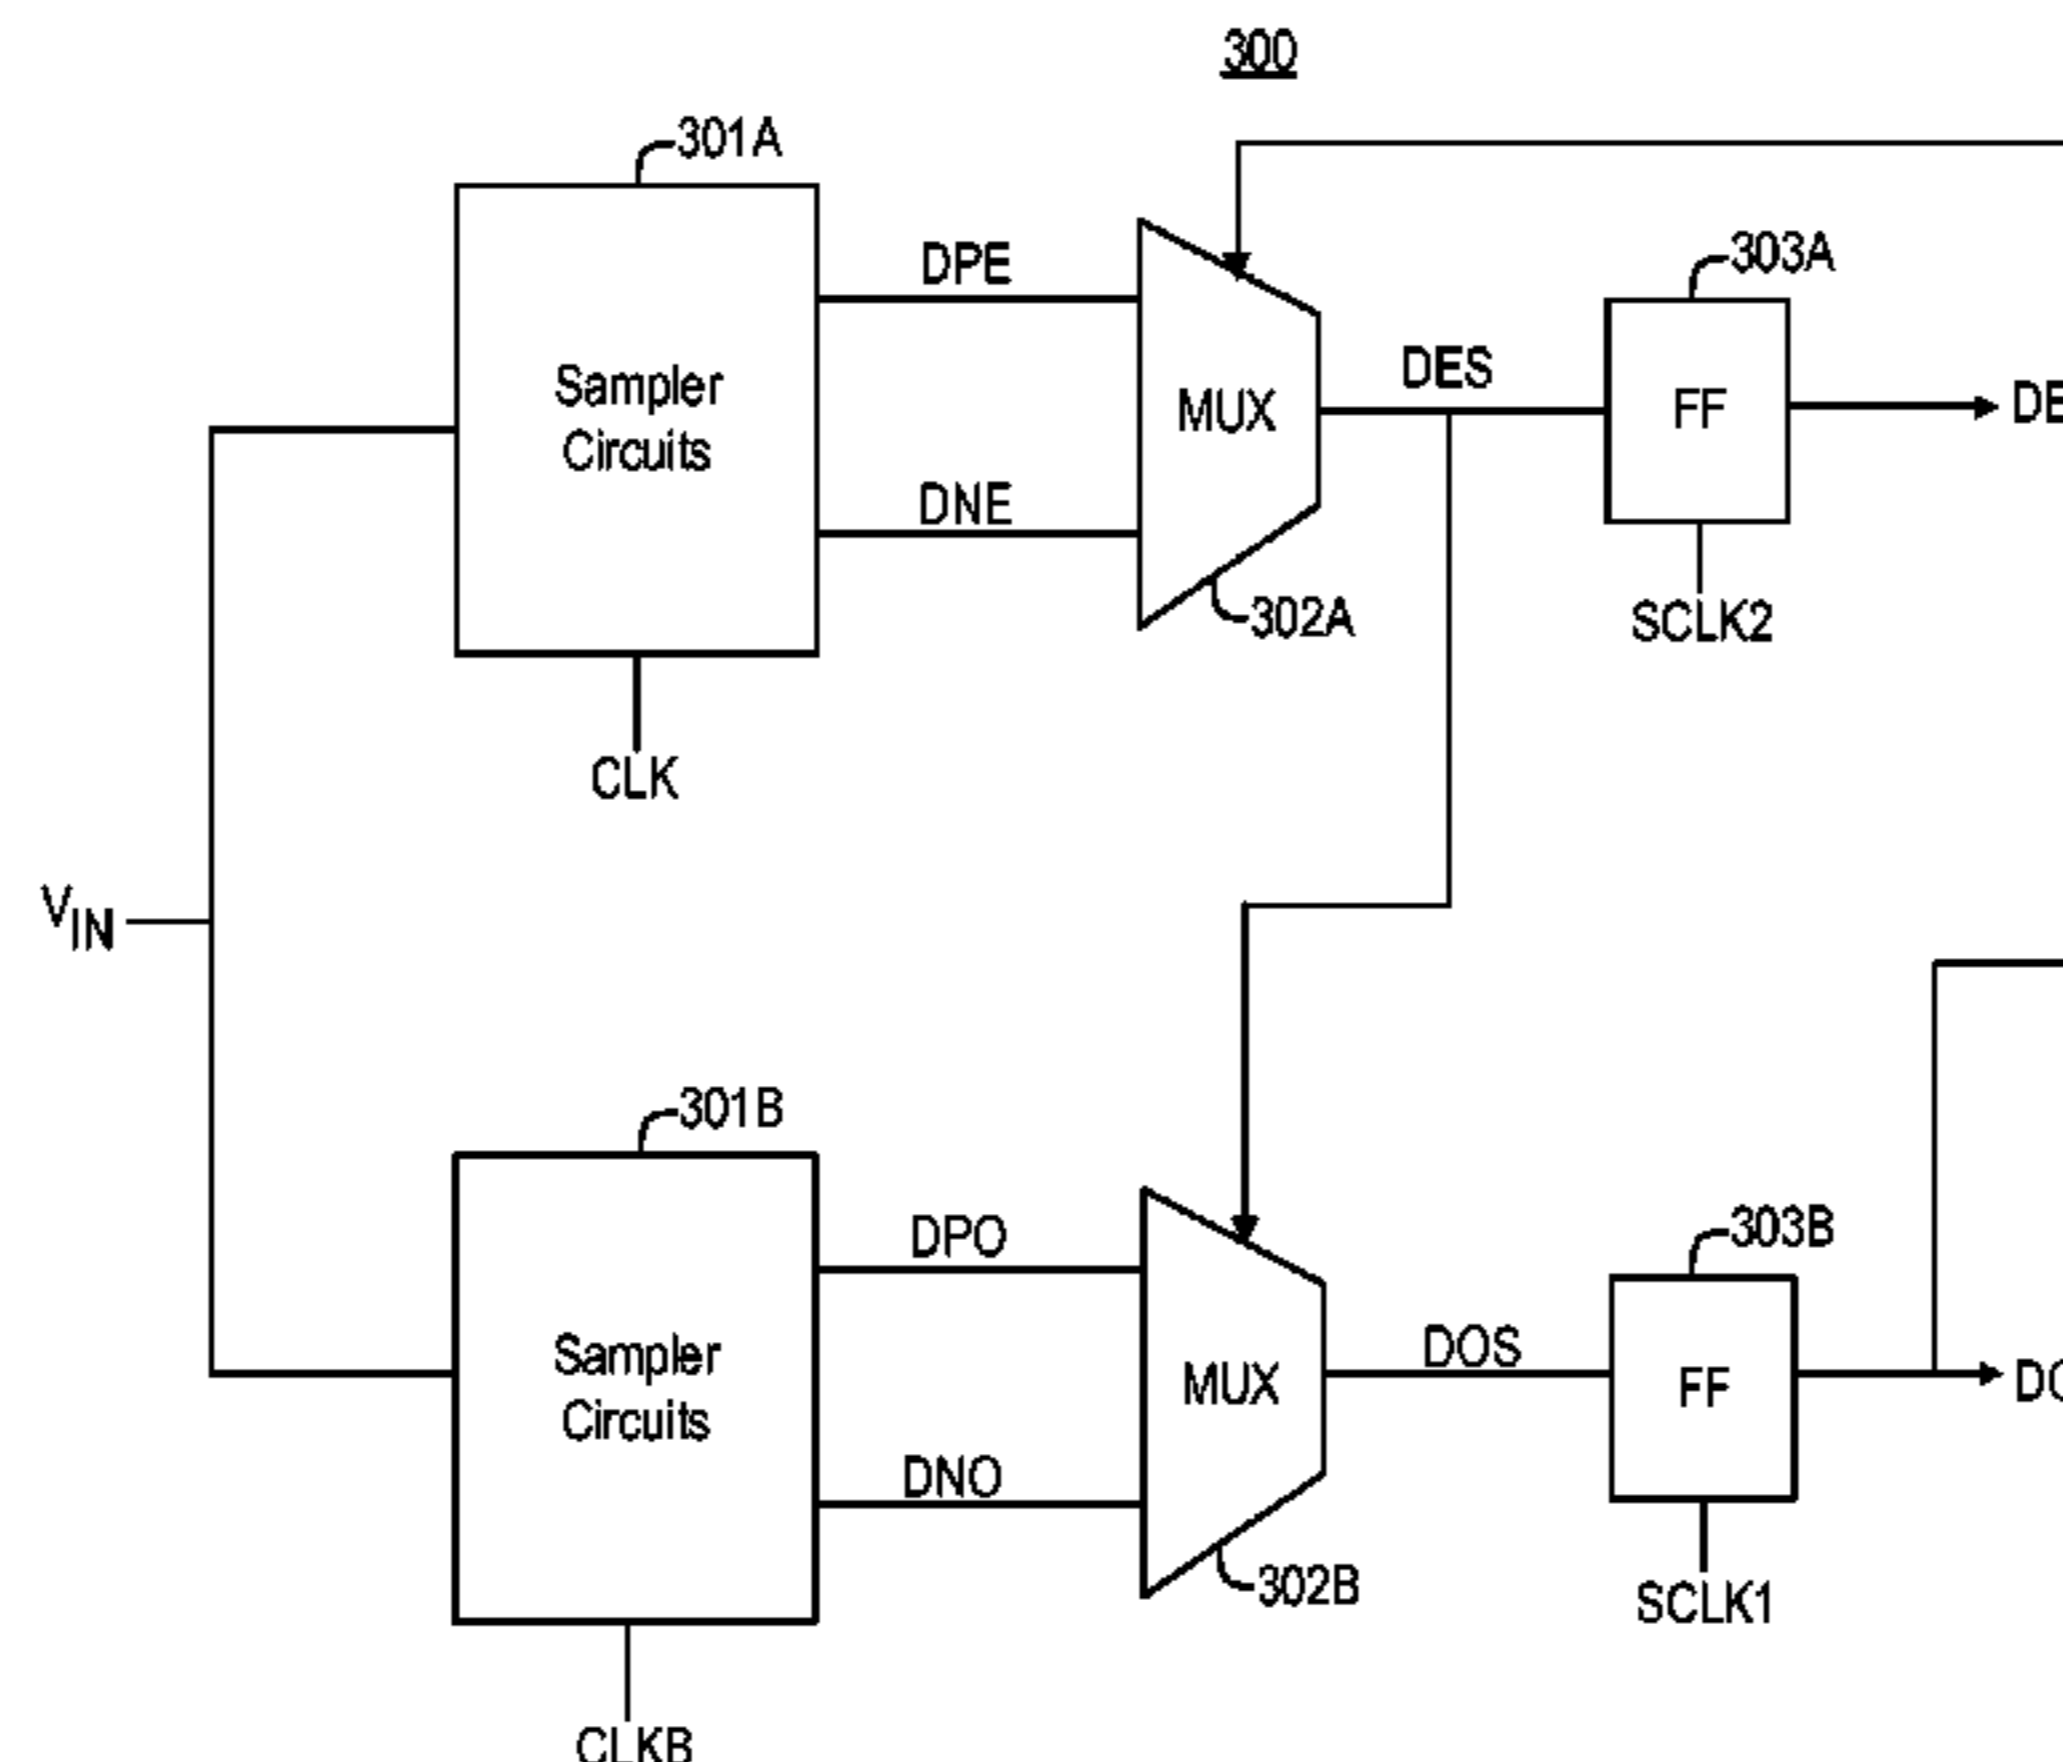 300
301A
DPE
303A
Sampler
Circuits
MUX
DES
FF
DNE
302A
SCLK2
CLK
VIN
301B
DPO
303B
Sampler
Circuits
MUX
DOS
FF
DNO
302B
SCLK1
CLKB